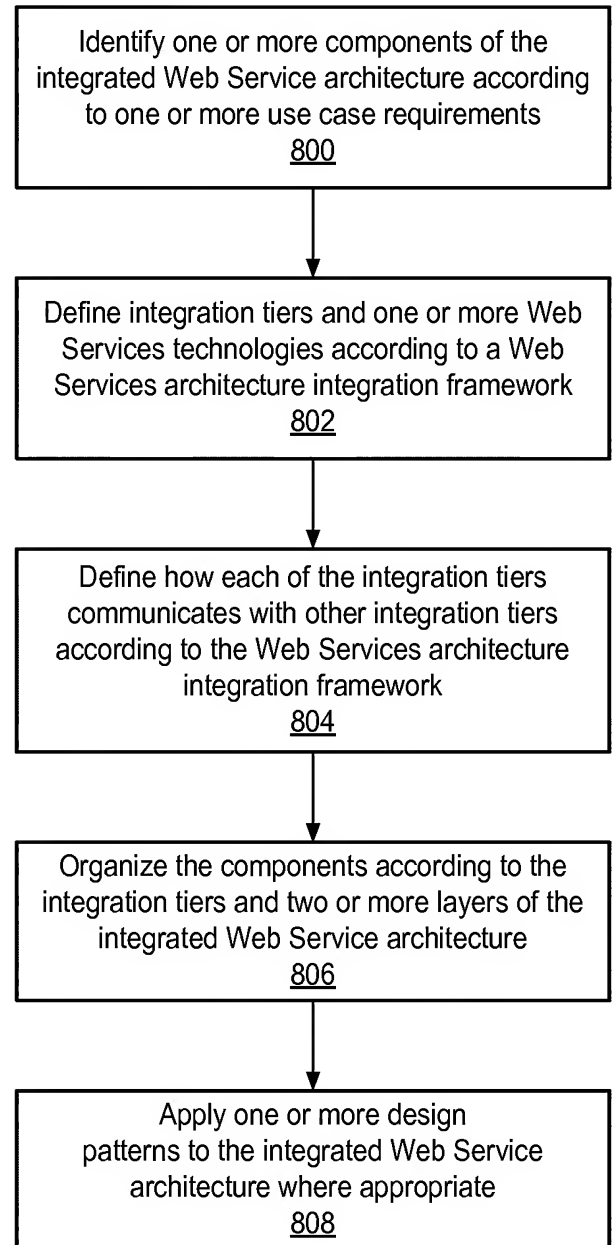 Identify one or more components of the
integrated Web Service architecture according
to one or more use case requirements
800
Define integration tiers and one or more Web
Services technologies according to a Web
Services architecture integration framework
802
Define how each of the integration tiers
communicates with other integration tiers
according to the Web Services architecture
integration framework
804
Organize the components according to the
integration tiers and two or more layers of the
integrated Web Service architecture
806
Apply one or more design
patterns to the integrated Web Service
architecture where appropriate
808